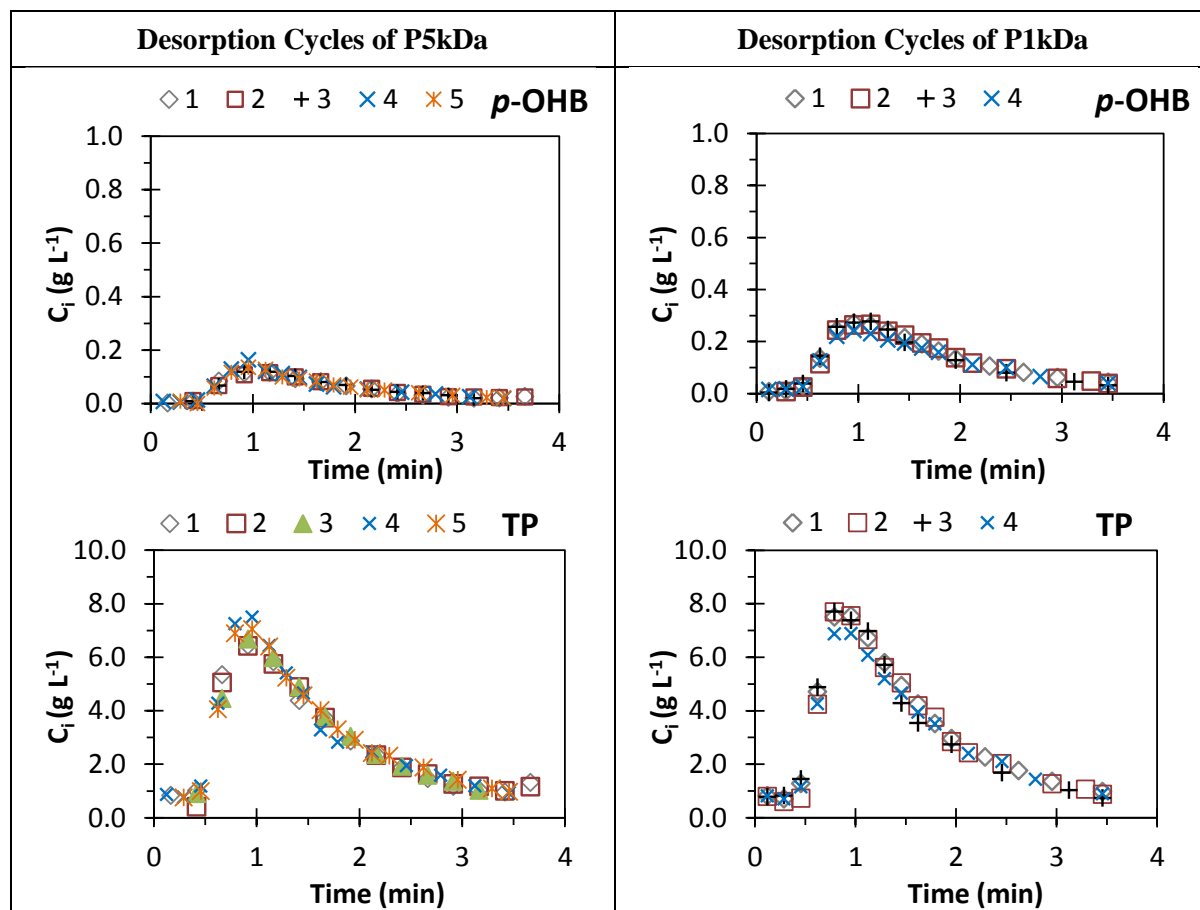 Desorption Cycles of P5kDa
Desorption Cycles of P1kDa
1 2 3 4 5 p-OHB
1.0
0.8
0.6
0.4
0.2
0.0
C_i (g L⁻¹)
0 1 2 3 4
Time (min)
1 2 3 4 p-OHB
1.0
0.8
0.6
0.4
0.2
0.0
C_i (g L⁻¹)
0 1 2 3 4
Time (min)
1 2 3 4 5 TP
10.0
8.0
6.0
4.0
2.0
0.0
C_i (g L⁻¹)
0 1 2 3 4
Time (min)
1 2 3 4 TP
10.0
8.0
6.0
4.0
2.0
0.0
C_i (g L⁻¹)
0 1 2 3 4
Time (min)